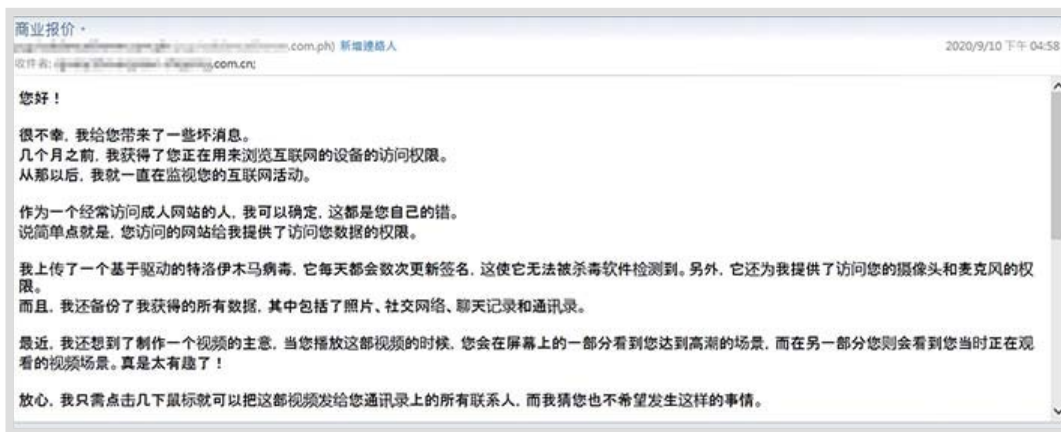 商业报价 -
.com.ph) 新增連絡人
2020/9/10 下午 04:58
收件者: .com.cn;
您好！
很不幸, 我给您带来了一些坏消息。
几个月之前, 我获得了您正在用来浏览互联网的设备的访问权限。
从那以后, 我就一直在监视您的互联网活动。
作为一个经常访问成人网站的人, 我可以确定, 这都是您自己的错。
说简单点就是, 您访问的网站给我提供了访问您数据的权限。
我上传了一个基于驱动的特洛伊木马病毒, 它每天都会数次更新签名, 这使它无法被杀毒软件检测到。另外, 它还为我提供了访问您的摄像头和麦克风的权
限。
而且, 我还备份了我获得的所有数据, 其中包括了照片、社交网络、聊天记录和通讯录。
最近, 我还想到了制作一个视频的主意, 当您播放这部视频的时候, 您会在屏幕上的一部分看到您达到高潮的场景, 而在另一部分您则会看到您当时正在观
看的视频场景。真是太有趣了！
放心, 我只需点击几下鼠标就可以把这部视频发给您通讯录上的所有联系人, 而我猜您也不希望发生这样的事情。